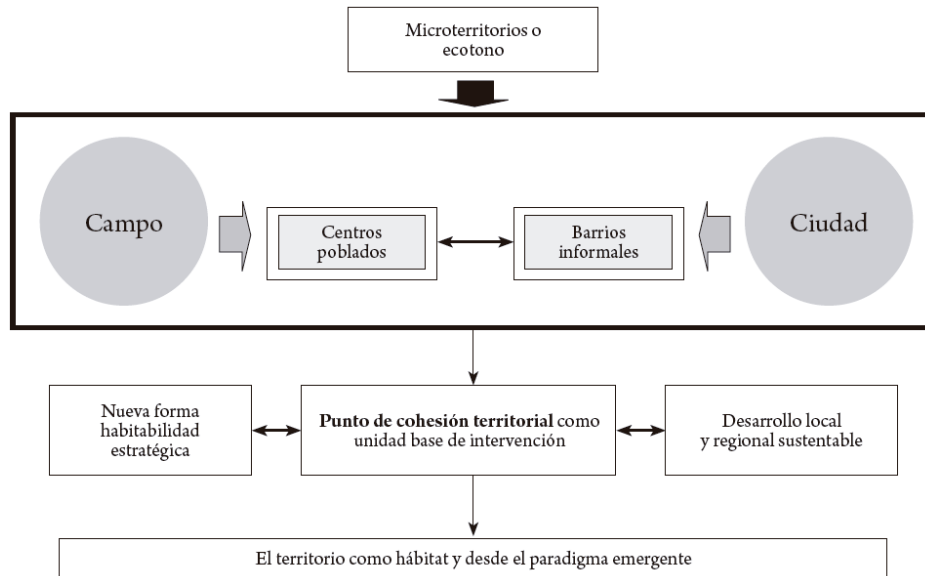 Microterritorios o
ecotono
Campo
Centros
poblados
Barrios
informales
Ciudad
Nueva forma
habitabilidad
estratégica
Punto de cohesión territorial como
unidad base de intervención
Desarrollo local
y regional sustentable
El territorio como hábitat y desde el paradigma emergente